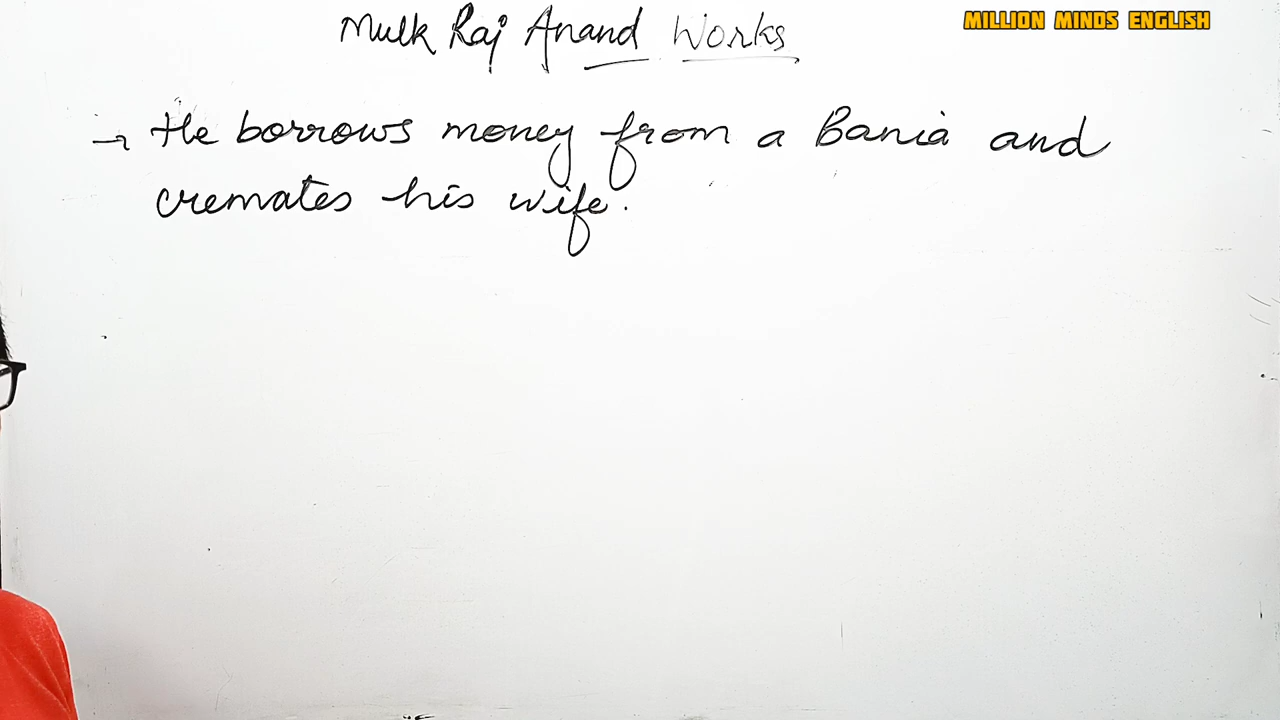 Mulk Raj Anand Works
MILLION MINDS ENGLISH
→ He borrows money from a Bania and
cremates his wife.